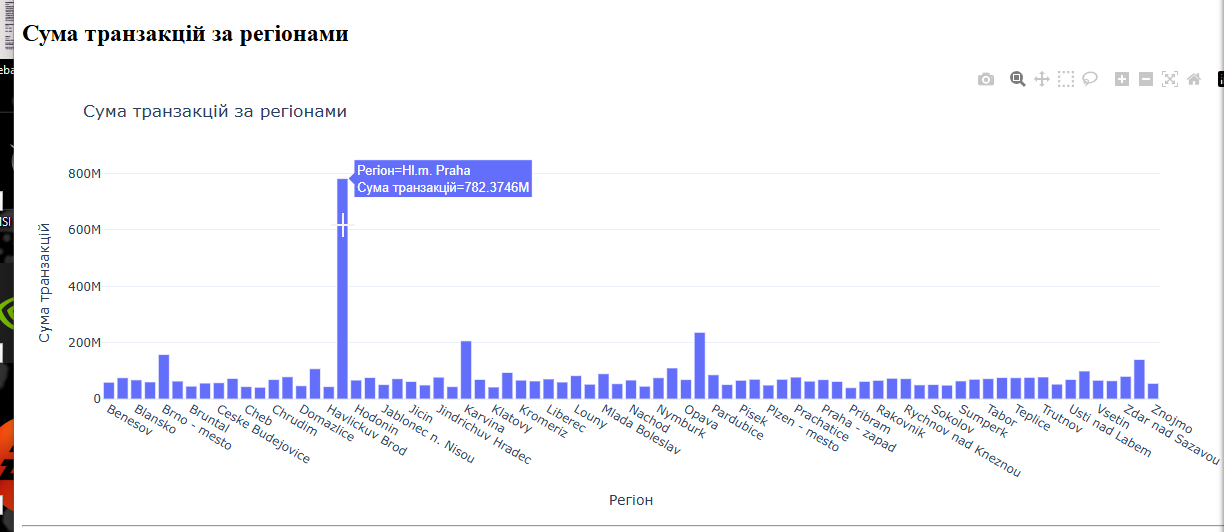 Сума транзакцій за регіонами
Сума транзакцій за регіонами
Регіон=Hl.m. Praha
Сума транзакцій=782.3746M
800M
600M
400M
200M
0
Сума транзакцій
Benesov
Blansko
Brno - mesto
Bruntal
Ceske Budejovice
Cheb
Chrudim
Domazlice
Havlickuv Brod
Hodonin
Jablonec n. Nisou
Jicin
Jindrichuv Hradec
Karvina
Klatovy
Kromeriz
Liberec
Louny
Mlada Boleslav
Nachod
Nymburk
Opava
Pardubice
Pisek
Plzen - mesto
Prachatice
Praha - zapad
Pribram
Rakovnik
Rychnov nad Kneznou
Sokolov
Sumperk
Tabor
Teplice
Trutnov
Usti nad Labem
Vsetin
Zdar nad Sazavou
Znojmo
Регіон